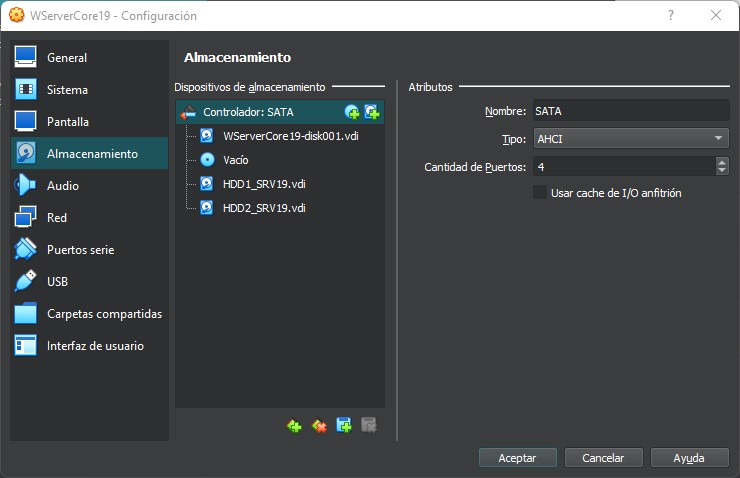 WServerCore19 - Configuración
?
General
Sistema
Pantalla
Almacenamiento
Audio
Red
Puertos serie
USB
Carpetas compartidas
Interfaz de usuario
Almacenamiento
Dispositivos de almacenamiento
Controlador: SATA
WServerCore19-disk001.vdi
Vacío
HDD1_SRV19.vdi
HDD2_SRV19.vdi
Atributos
Nombre: SATA
Tipo: AHCI
Cantidad de Puertos: 4
Usar cache de I/O anfitrión
Aceptar Cancelar Ayuda